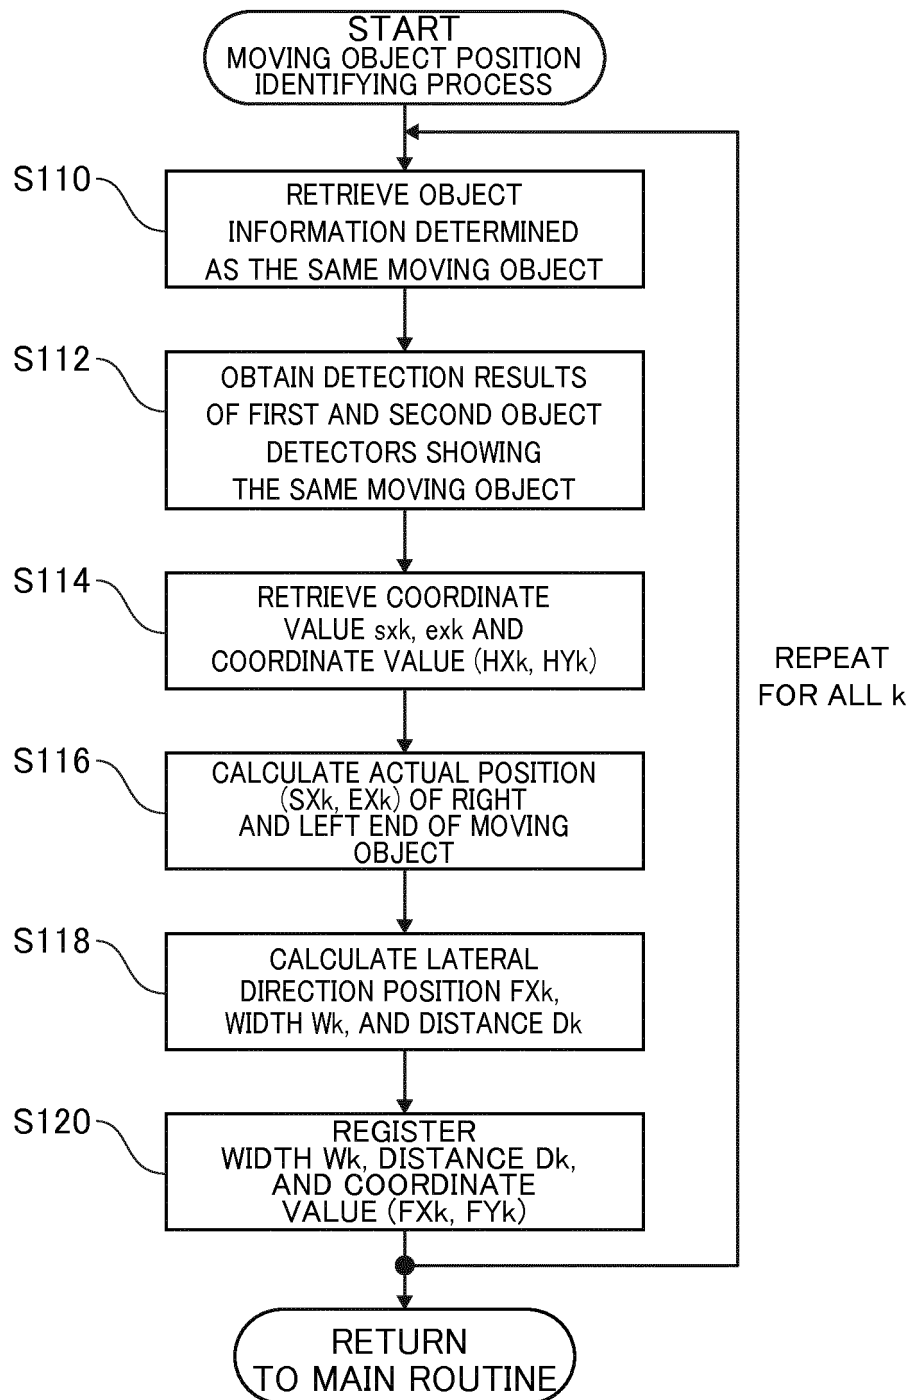 START
MOVING OBJECT POSITION
IDENTIFYING PROCESS
S110
RETRIEVE OBJECT
INFORMATION DETERMINED
AS THE SAME MOVING OBJECT
S112
OBTAIN DETECTION RESULTS
OF FIRST AND SECOND OBJECT
DETECTORS SHOWING
THE SAME MOVING OBJECT
S114
RETRIEVE COORDINATE
VALUE sxk, exk AND
COORDINATE VALUE (HXk, HYk)
REPEAT
FOR ALL k
S116
CALCULATE ACTUAL POSITION
(SXk, EXk) OF RIGHT
AND LEFT END OF MOVING
OBJECT
S118
CALCULATE LATERAL
DIRECTION POSITION FXk,
WIDTH Wk, AND DISTANCE Dk
S120
REGISTER
WIDTH Wk, DISTANCE Dk,
AND COORDINATE
VALUE (FXk, FYk)
RETURN
TO MAIN ROUTINE